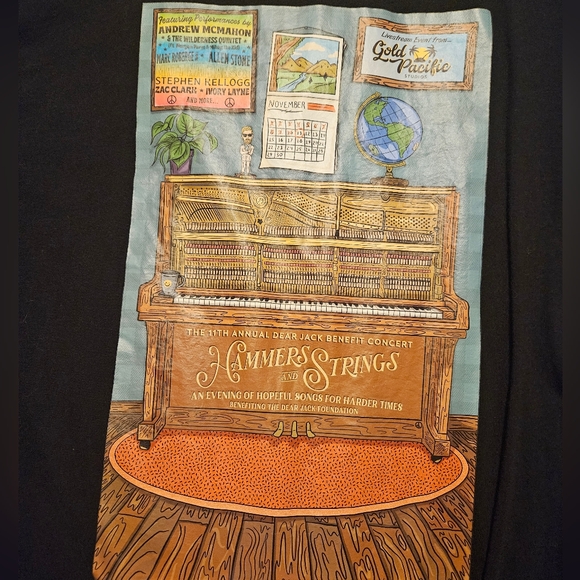 Featuring Performances by
ANDREW MCMAHON
& THE WILDERNESS QUINTET
MARC ROBERGE
ALLEN STONE
STEPHEN KELLOGG
ZAC CLARK • IVORY LAYNE
AND MORE...
NOVEMBER
Livestream Event From...
Gold
Pacific
STUDIOS
THE 11TH ANNUAL DEAR JACK BENEFIT CONCERT
HAMMERS AND STRINGS
AN EVENING OF HOPEFUL SONGS FOR HARDER TIMES
BENEFITING THE DEAR JACK FOUNDATION